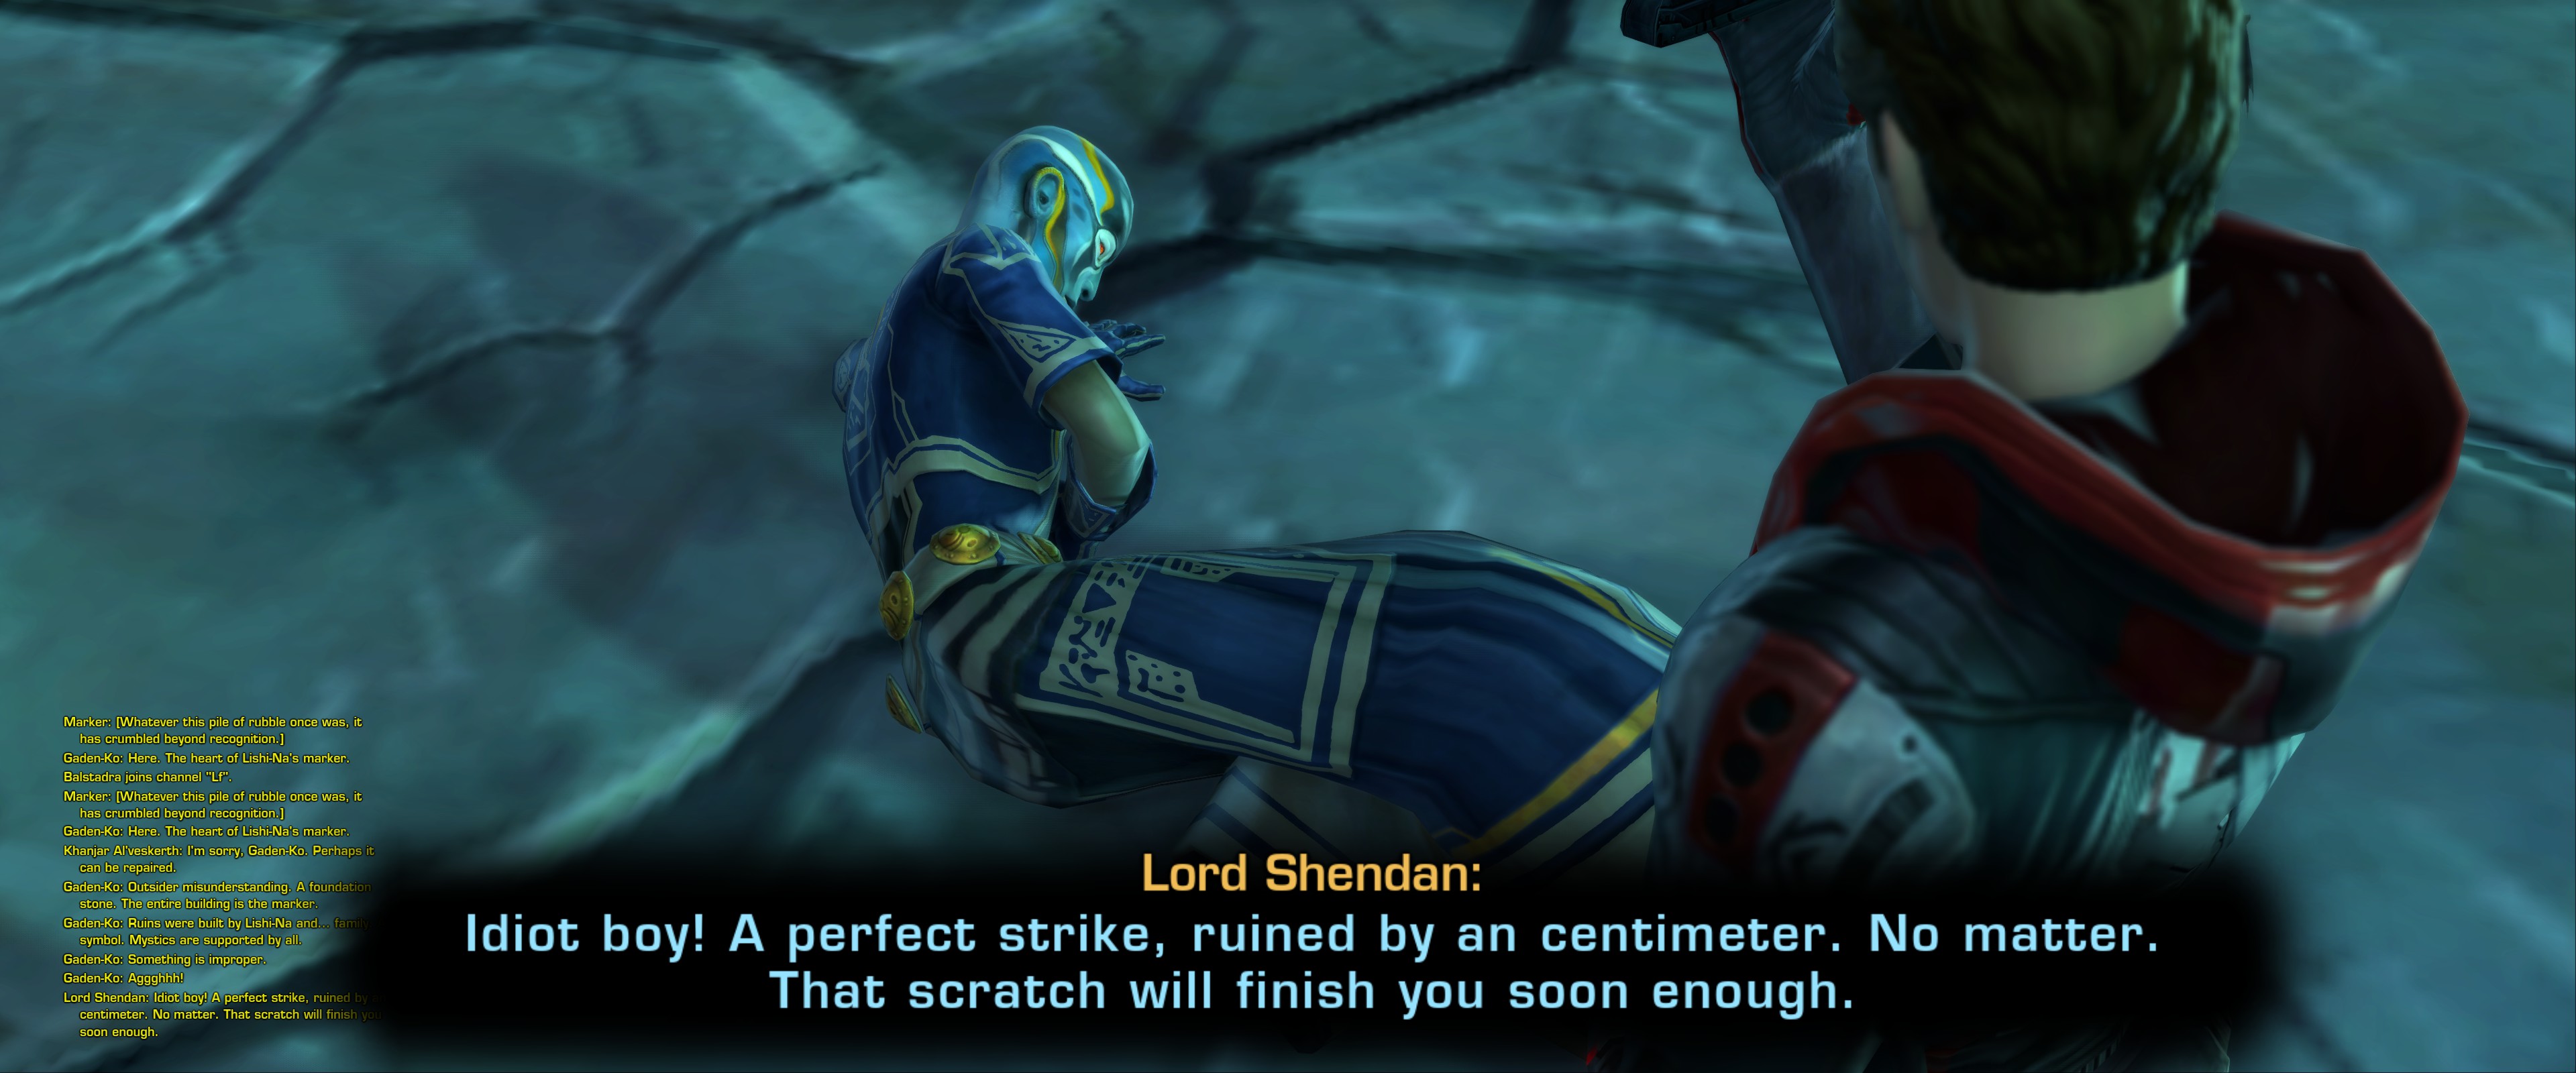 Marker: [Whatever this pile of rubble once was, it
has crumbled beyond recognition.]
Gaden-Ko: Here. The heart of Lishi-Na's marker.
Balstadra joins channel "Lf".
Marker: [Whatever this pile of rubble once was, it
has crumbled beyond recognition.]
Gaden-Ko: Here. The heart of Lishi-Na's marker.
Khanjar Al'veskerth: I'm sorry, Gaden-Ko. Perhaps it
can be repaired.
Gaden-Ko: Outsider misunderstanding. A foundation
stone. The entire building is the marker.
Gaden-Ko: Ruins were built by Lishi-Na and... family
symbol. Mystics are supported by all.
Gaden-Ko: Something is improper.
Gaden-Ko: Aggghhh!
Lord Shendan: Idiot boy! A perfect strike, ruined by
centimeter. No matter. That scratch will finish you
soon enough.
Lord Shendan:
Idiot boy! A perfect strike, ruined by an centimeter. No matter.
That scratch will finish you soon enough.